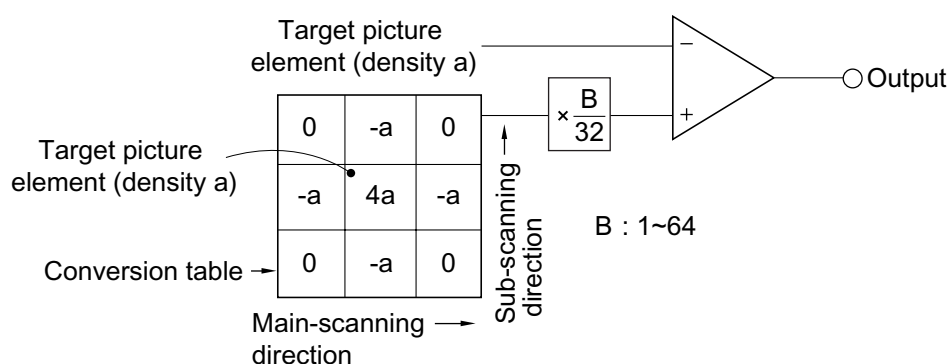 Target picture
element (density a)
−
Output
× B
32
+
0 -a 0
-a 4a -a
0 -a 0
Target picture
element (density a)
Sub-scanning
direction
B : 1~64
Conversion table
Main-scanning
direction